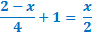 (2 − x)/4 + 1 = x/2